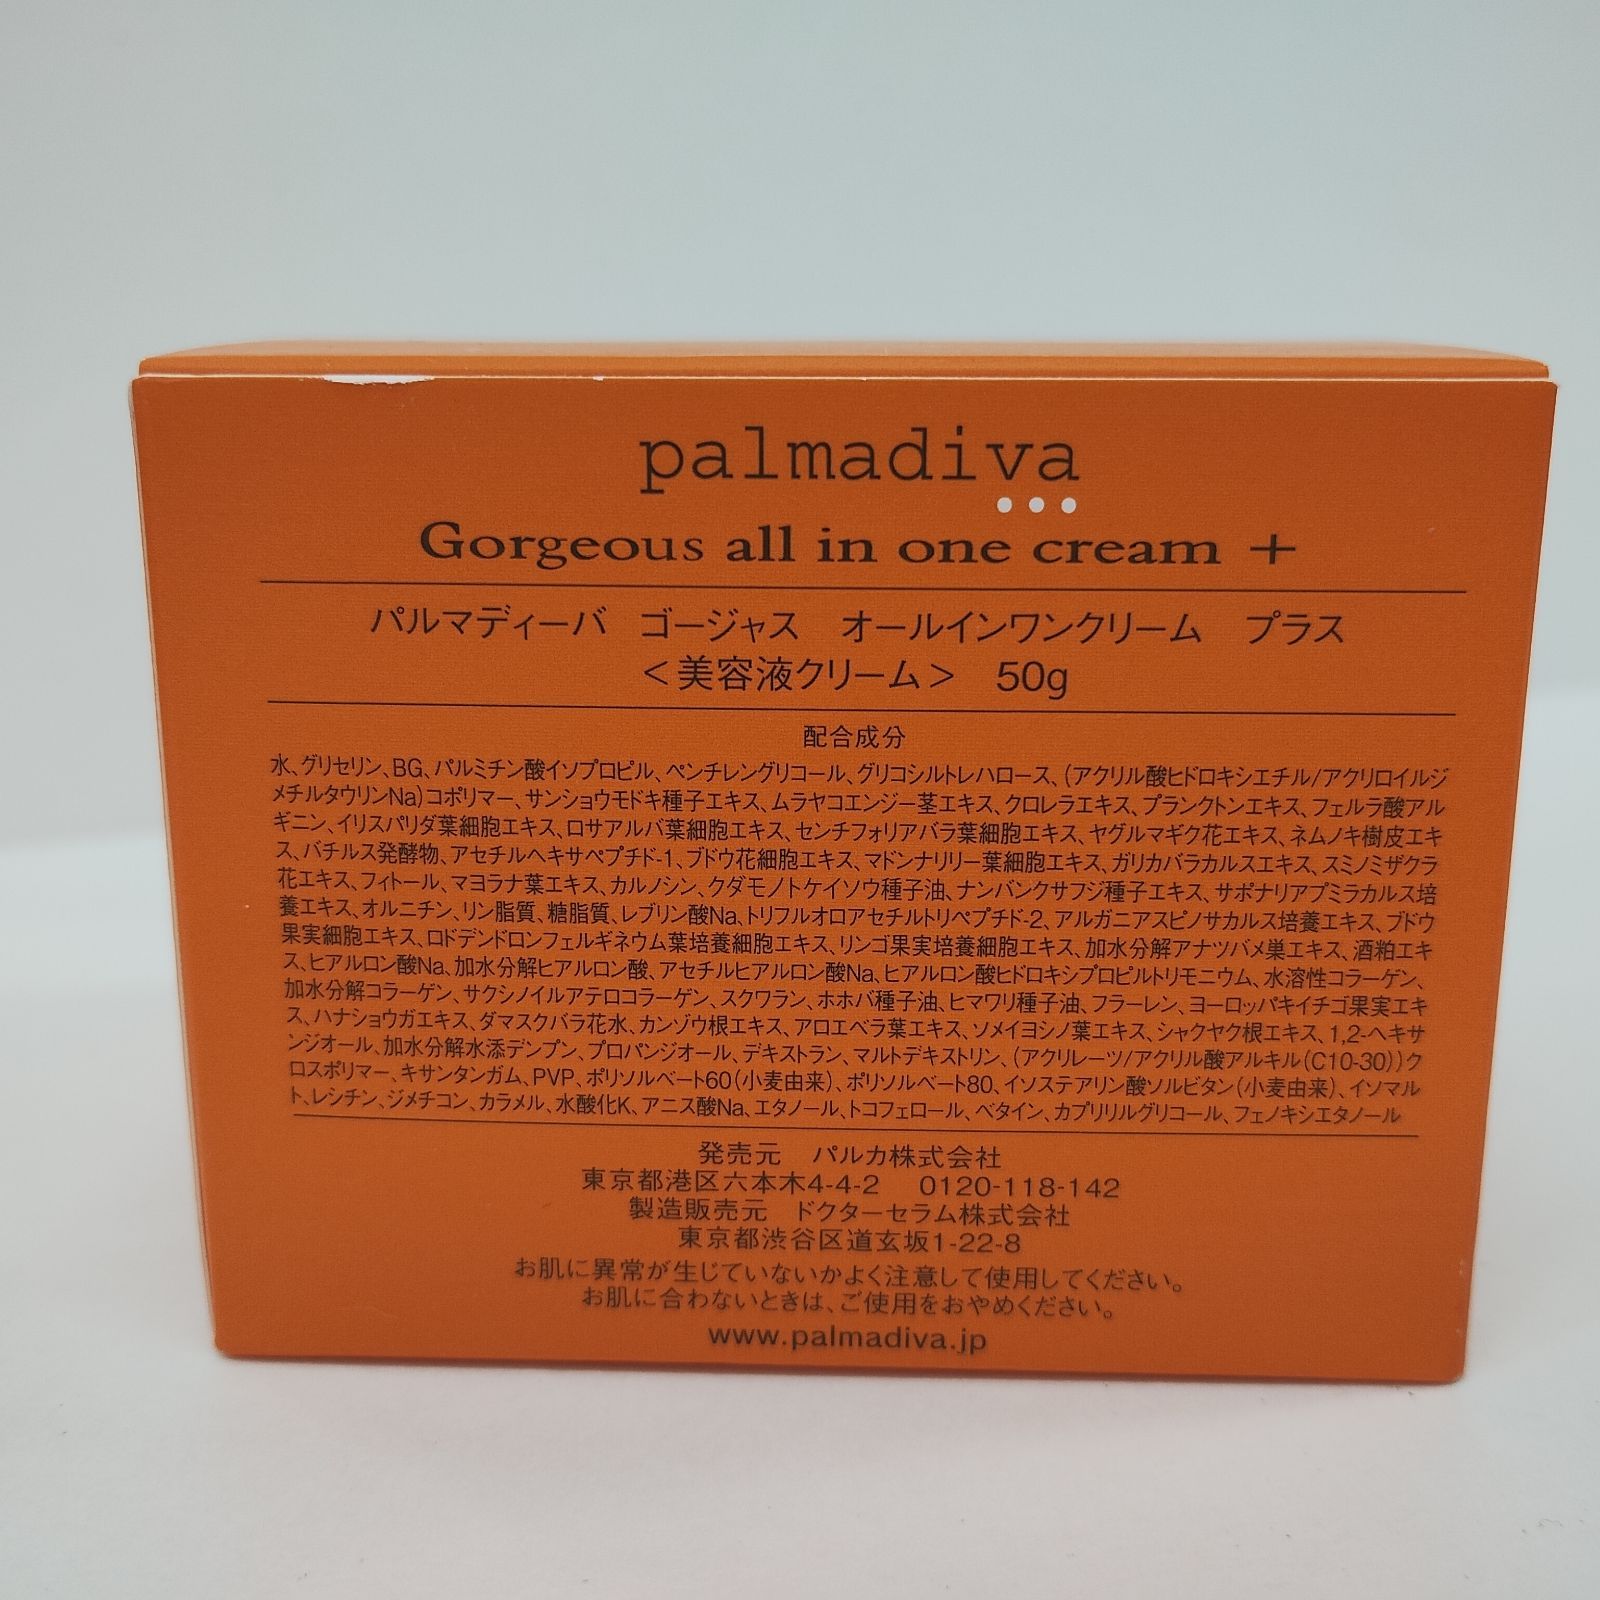 palmadiva
Gorgeous all in one cream +
パルマディーバ ゴージャス オールインワンクリーム プラス
＜美容液クリーム＞ 50g
配合成分
水、グリセリン、BG、パルミチン酸イソプロピル、ペンチレングリコール、グリコシルトレハロース、(アクリル酸ヒドロキシエチル/アクリロイルジ
メチルタウリンNa)コポリマー、サンショウモドキ種子エキス、ムラヤコエンジー茎エキス、クロレラエキス、プランクトンエキス、フェルラ酸アル
ギニン、イリスパリダ葉細胞エキス、ロサアルバ葉細胞エキス、センチフォリアバラ葉細胞エキス、ヤグルマギク花エキス、ネムノキ樹皮エキ
ス、バチルス発酵物、アセチルヘキサペプチド-1、ブドウ花細胞エキス、マドンナリリー葉細胞エキス、ガリカバラカルスエキス、スミノミザクラ
花エキス、フィトール、マヨラナ葉エキス、カルノシン、クダモノトケイソウ種子油、ナンバンクサフジ種子エキス、サポナリアプミラカルス培
養エキス、オルニチン、リン脂質、糖脂質、レブリン酸Na、トリフルオロアセチルトリペプチド-2、アルガニアスピノサカルス培養エキス、ブドウ
果実細胞エキス、ロドデンドロンフェルギネウム葉培養細胞エキス、リンゴ果実培養細胞エキス、加水分解アナツバメ巣エキス、酒粕エキ
ス、ヒアルロン酸Na、加水分解ヒアルロン酸、アセチルヒアルロン酸Na、ヒアルロン酸ヒドロキシプロピルトリモニウム、水溶性コラーゲン、
加水分解コラーゲン、サクシノイルアテロコラーゲン、スクワラン、ホホバ種子油、ヒマワリ種子油、フラーレン、ヨーロッパキイチゴ果実エキ
ス、ハナショウガエキス、ダマスクバラ花水、カンゾウ根エキス、アロエベラ葉エキス、ソメイヨシノ葉エキス、シャクヤク根エキス、1,2-ヘキサ
ンジオール、加水分解水添デンプン、プロパンジオール、デキストラン、マルトデキストリン、(アクリレーツ/アクリル酸アルキル(C10-30))ク
ロスポリマー、キサンタンガム、PVP、ポリソルベート60(小麦由来)、ポリソルベート80、イソステアリン酸ソルビタン(小麦由来)、イソマル
ト、レシチン、ジメチコン、カラメル、水酸化K、アニス酸Na、エタノール、トコフェロール、ベタイン、カプリリルグリコール、フェノキシエタノール
発売元 パルカ株式会社
東京都港区六本木4-4-2 0120-118-142
製造販売元 ドクターセラム株式会社
東京都渋谷区道玄坂1-22-8
お肌に異常が生じていないかよく注意して使用してください。
お肌に合わないときは、ご使用をおやめください。
www.palmadiva.jp